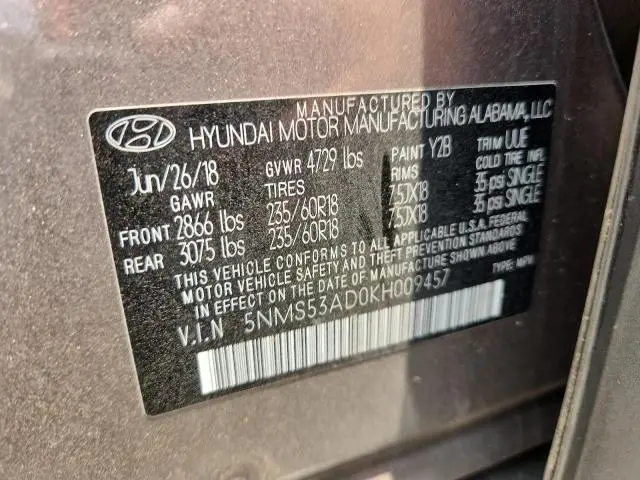 MANUFACTURED BY
HYUNDAI MOTOR MANUFACTURING ALABAMA, LLC
Jun/26/18 GVWR 4729 lbs PAINT Y2B TRIM UUE
GAWR TIRES RIMS COLD TIRE INFL
FRONT 2866 lbs 235/60R18 7.5JX18 35 psi SINGLE
REAR 3075 lbs 235/60R18 7.5JX18 35 psi SINGLE
THIS VEHICLE CONFORMS TO ALL APPLICABLE U.S.A. FEDERAL
MOTOR VEHICLE SAFETY AND THEFT PREVENTION STANDARDS
IN EFFECT ON THE DATE OF MANUFACTURE SHOWN ABOVE
V.I.N 5NMS53AD0KH009457 TYPE: MPV